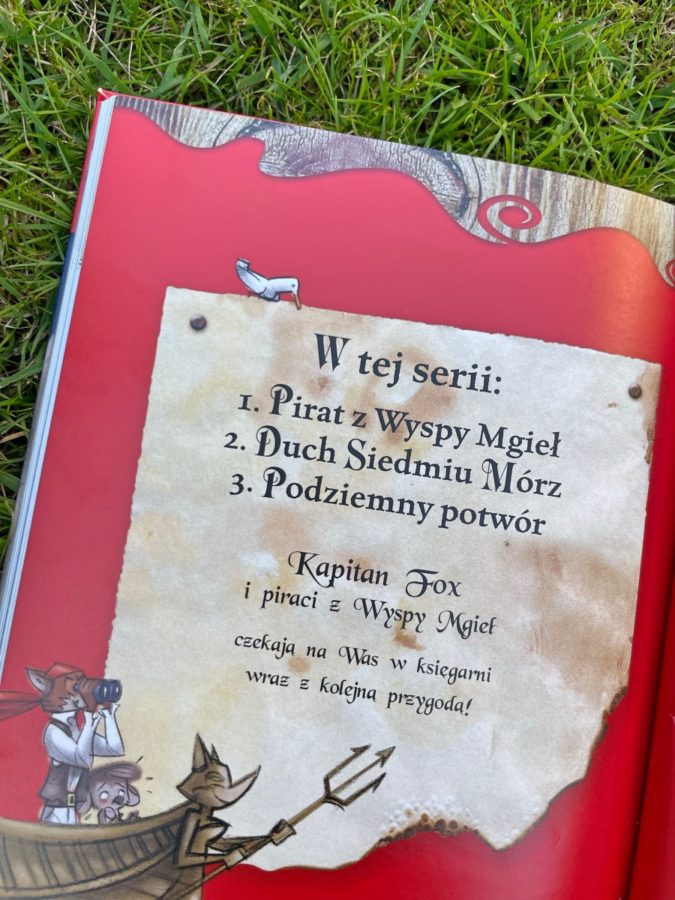 W tej serii:
1. Pirat z Wyspy Mgieł
2. Duch Siedmiu Mórz
3. Podziemny potwór
Kapitan Fox
i piraci z Wyspy Mgieł
czekają na Was w księgarni
wraz z kolejną przygodą!